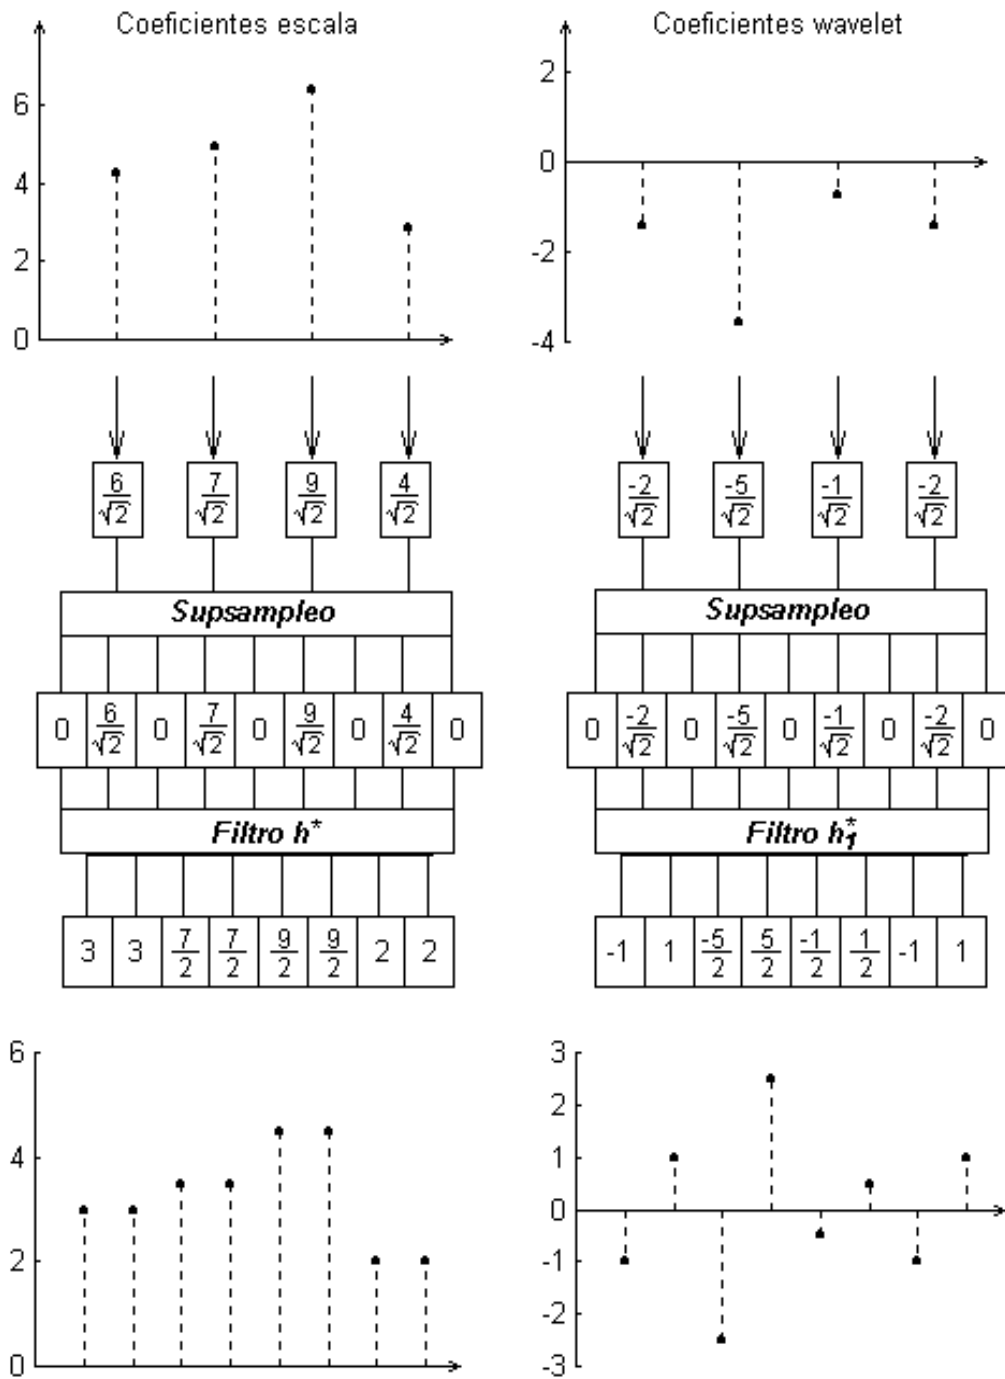 Coeficientes escala
6
4
2
0
6/√2 7/√2 9/√2 4/√2
Supsampleo
0 6/√2 0 7/√2 0 9/√2 0 4/√2 0
Filtro h*
3 3 7/2 7/2 9/2 9/2 2 2
6
4
2
0
Coeficientes wavelet
2
0
-2
-4
-2/√2 -5/√2 -1/√2 -2/√2
Supsampleo
0 -2/√2 0 -5/√2 0 -1/√2 0 -2/√2 0
Filtro h₁*
-1 1 -5/2 5/2 -1/2 1/2 -1 1
3
2
1
0
-1
-2
-3